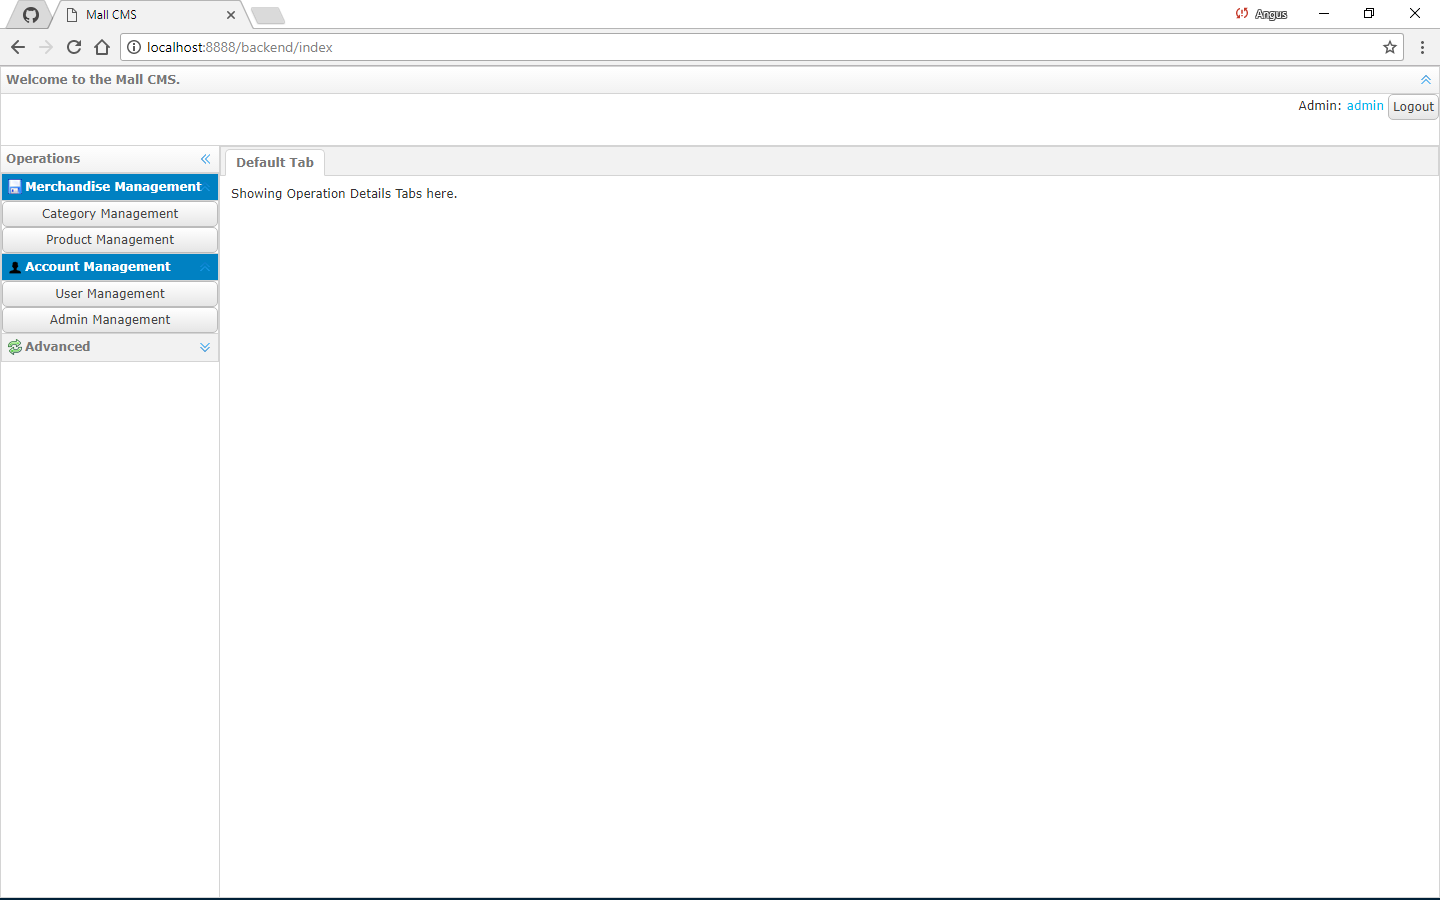 Mall CMS
Angus
localhost:8888/backend/index
Welcome to the Mall CMS.
Admin: admin Logout
Operations
Default Tab
Merchandise Management
Showing Operation Details Tabs here.
Category Management
Product Management
Account Management
User Management
Admin Management
Advanced